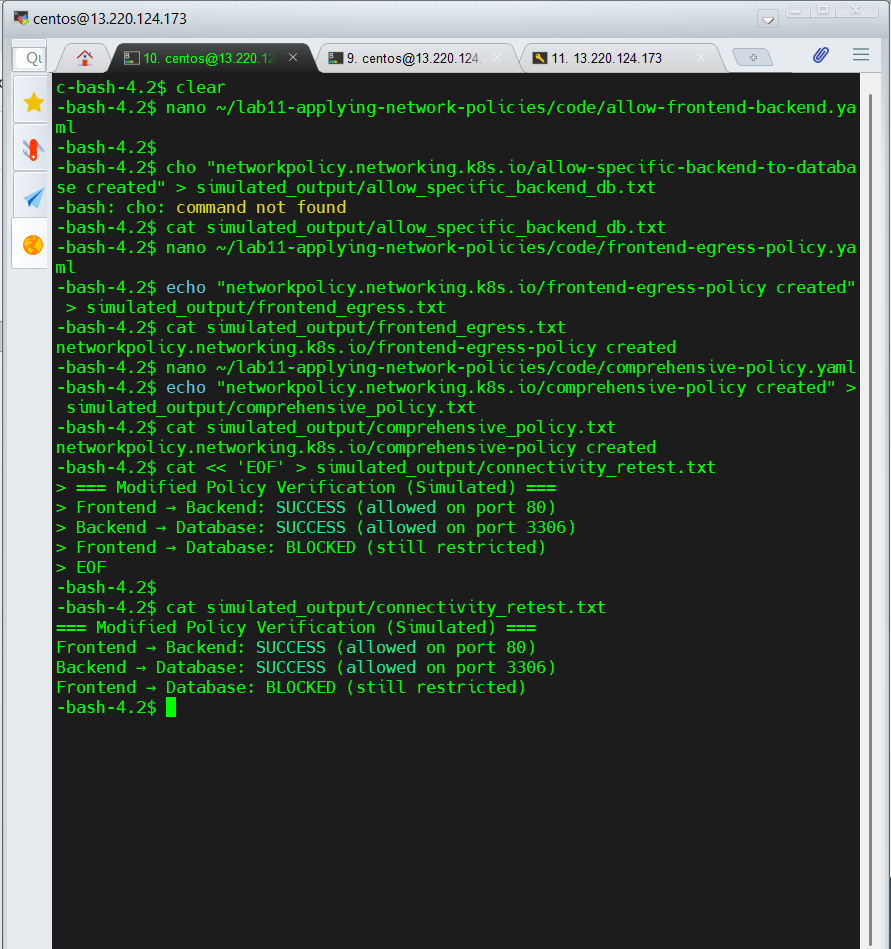 centos@13.220.124.173
Qu
10. centos@13.220.12
9. centos@13.220.124.
11. 13.220.124.173
c-bash-4.2$ clear
-bash-4.2$ nano ~/lab11-applying-network-policies/code/allow-frontend-backend.ya
ml
-bash-4.2$
-bash-4.2$ cho "networkpolicy.networking.k8s.io/allow-specific-backend-to-databa
se created" > simulated_output/allow_specific_backend_db.txt
-bash: cho: command not found
-bash-4.2$ cat simulated_output/allow_specific_backend_db.txt
-bash-4.2$ nano ~/lab11-applying-network-policies/code/frontend-egress-policy.ya
ml
-bash-4.2$ echo "networkpolicy.networking.k8s.io/frontend-egress-policy created"
 > simulated_output/frontend_egress.txt
-bash-4.2$ cat simulated_output/frontend_egress.txt
networkpolicy.networking.k8s.io/frontend-egress-policy created
-bash-4.2$ nano ~/lab11-applying-network-policies/code/comprehensive-policy.yaml
-bash-4.2$ echo "networkpolicy.networking.k8s.io/comprehensive-policy created" >
 simulated_output/comprehensive_policy.txt
-bash-4.2$ cat simulated_output/comprehensive_policy.txt
networkpolicy.networking.k8s.io/comprehensive-policy created
-bash-4.2$ cat << 'EOF' > simulated_output/connectivity_retest.txt
> === Modified Policy Verification (Simulated) ===
> Frontend → Backend: SUCCESS (allowed on port 80)
> Backend → Database: SUCCESS (allowed on port 3306)
> Frontend → Database: BLOCKED (still restricted)
> EOF
-bash-4.2$
-bash-4.2$ cat simulated_output/connectivity_retest.txt
=== Modified Policy Verification (Simulated) ===
Frontend → Backend: SUCCESS (allowed on port 80)
Backend → Database: SUCCESS (allowed on port 3306)
Frontend → Database: BLOCKED (still restricted)
-bash-4.2$